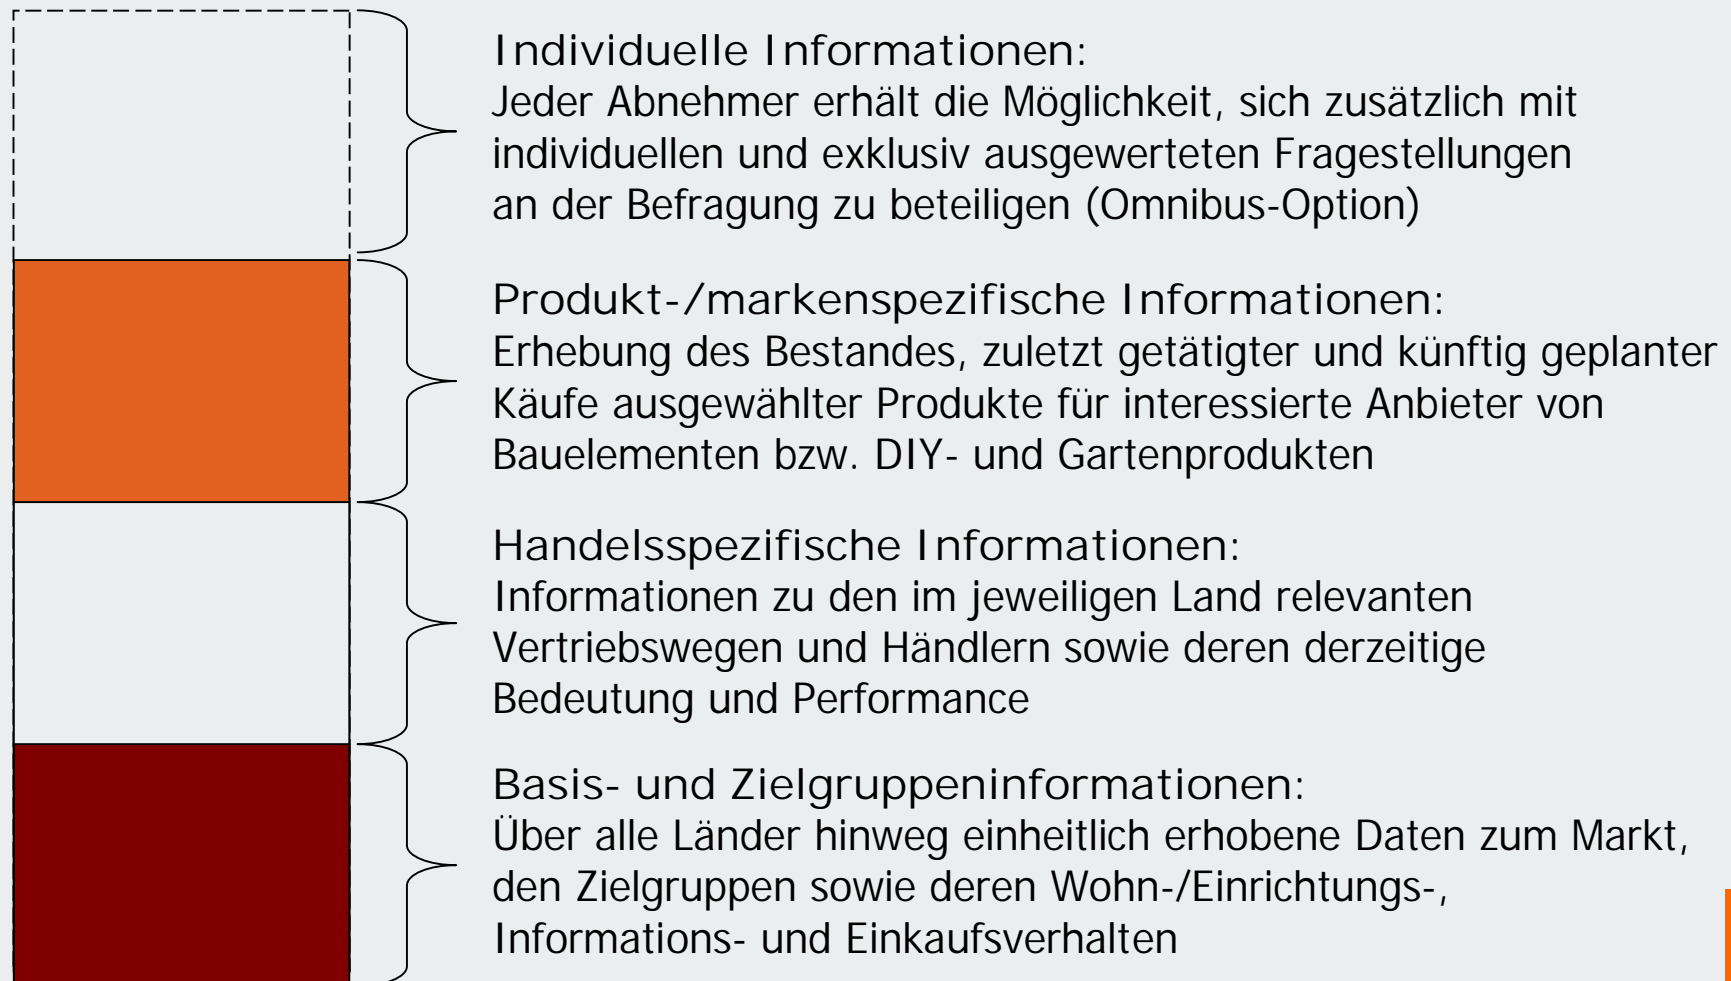 Individuelle Informationen:
Jeder Abnehmer erhält die Möglichkeit, sich zusätzlich mit
individuellen und exklusiv ausgewerteten Fragestellungen
an der Befragung zu beteiligen (Omnibus-Option)
Produkt-/markenspezifische Informationen:
Erhebung des Bestandes, zuletzt getätigter und künftig geplanter
Käufe ausgewählter Produkte für interessierte Anbieter von
Bauelementen bzw. DIY- und Gartenprodukten
Handelsspezifische Informationen:
Informationen zu den im jeweiligen Land relevanten
Vertriebswegen und Händlern sowie deren derzeitige
Bedeutung und Performance
Basis- und Zielgruppeninformationen:
Über alle Länder hinweg einheitlich erhobene Daten zum Markt,
den Zielgruppen sowie deren Wohn-/Einrichtungs-,
Informations- und Einkaufsverhalten